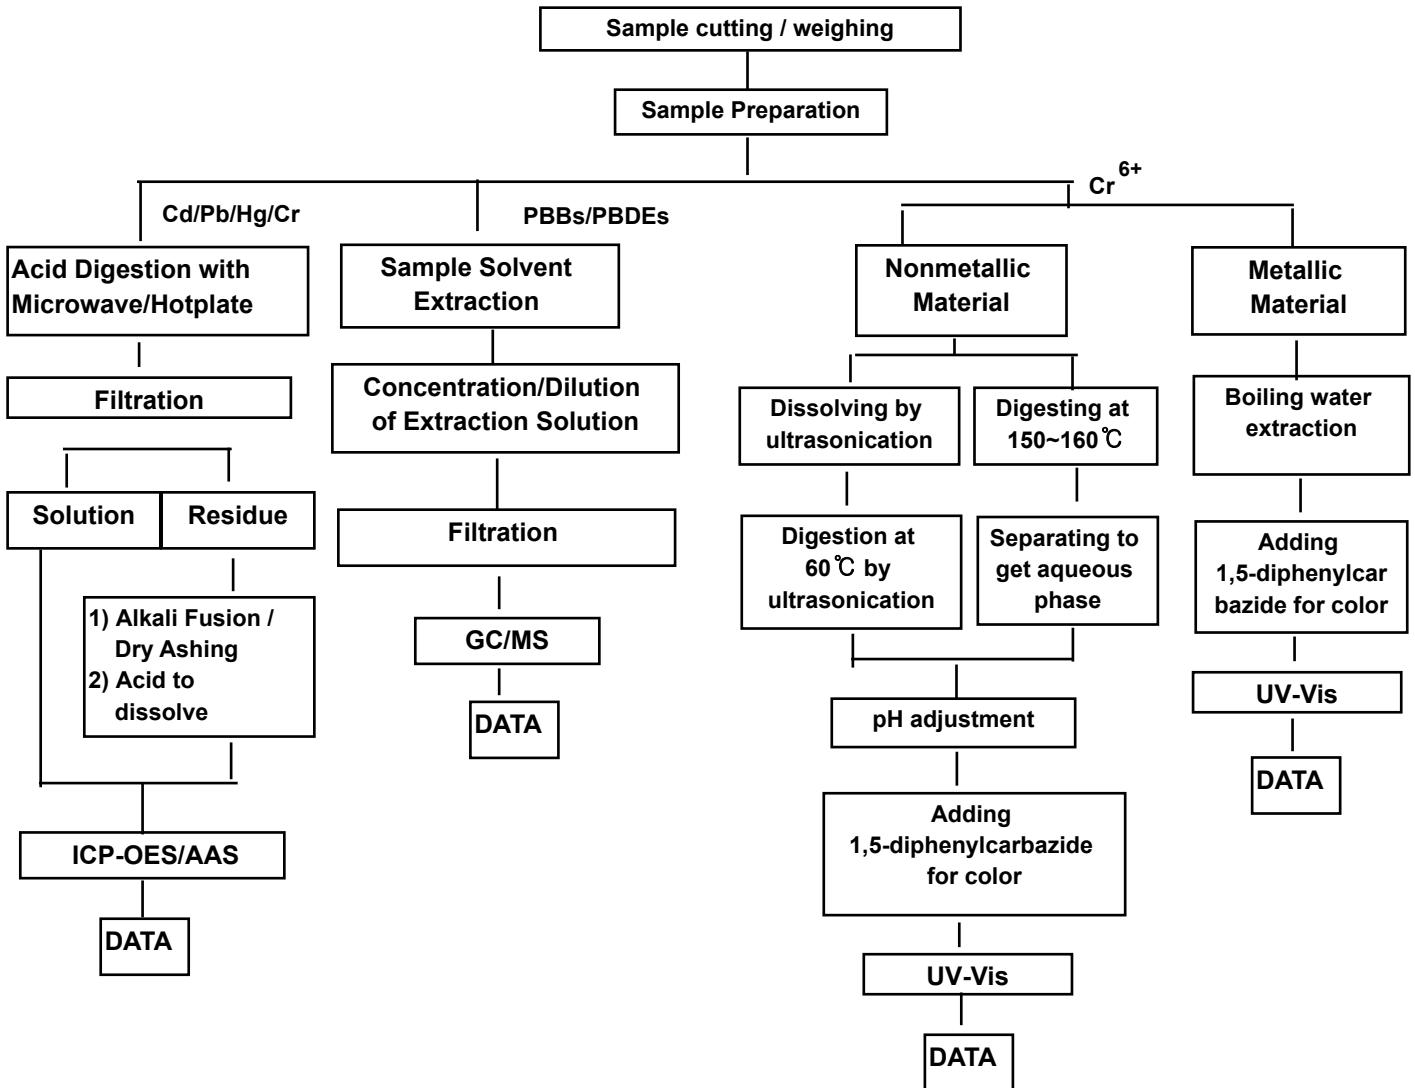 Sample cutting / weighing
Sample Preparation
Cd/Pb/Hg/Cr
Acid Digestion with
Microwave/Hotplate
Filtration
Solution
Residue
1) Alkali Fusion /
Dry Ashing
2) Acid to
dissolve
ICP-OES/AAS
DATA
PBBs/PBDEs
Sample Solvent
Extraction
Concentration/Dilution
of Extraction Solution
Filtration
GC/MS
DATA
Cr 6+
Nonmetallic
Material
Dissolving by
ultrasonication
Digestion at
60℃ by
ultrasonication
Digesting at
150~160℃
Separating to
get aqueous
phase
pH adjustment
Adding
1,5-diphenylcarbazide
for color
UV-Vis
DATA
Metallic
Material
Boiling water
extraction
Adding
1,5-diphenylcar
bazide for color
UV-Vis
DATA